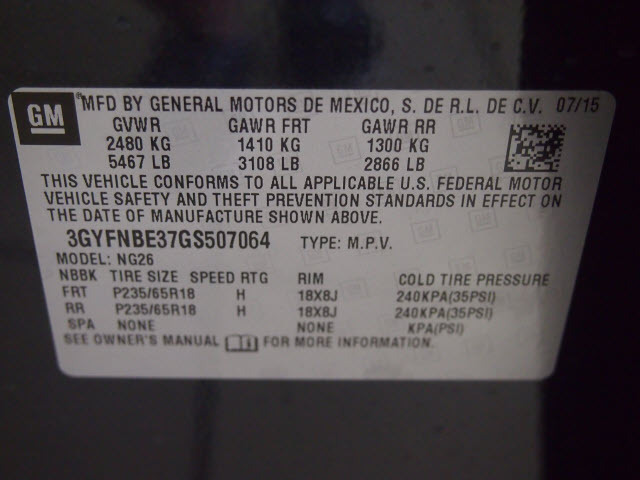 GM
MFD BY GENERAL MOTORS DE MEXICO, S. DE R.L. DE C.V. 07/15
GVWR GAWR FRT GAWR RR
2480 KG 1410 KG 1300 KG
5467 LB 3108 LB 2866 LB
THIS VEHICLE CONFORMS TO ALL APPLICABLE U.S. FEDERAL MOTOR
VEHICLE SAFETY AND THEFT PREVENTION STANDARDS IN EFFECT ON
THE DATE OF MANUFACTURE SHOWN ABOVE.
3GYFNBE37GS507064 TYPE: M.P.V.
MODEL: NG26
NBBK TIRE SIZE SPEED RTG RIM COLD TIRE PRESSURE
FRT P235/65R18 H 18X8J 240KPA(35PSI)
RR P235/65R18 H 18X8J 240KPA(35PSI)
SPA NONE NONE KPA(PSI)
SEE OWNER'S MANUAL FOR MORE INFORMATION.